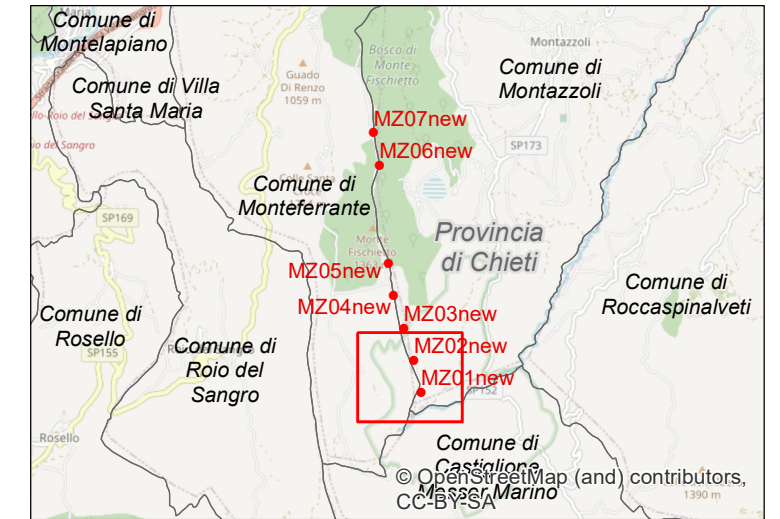 Comune di
Montelapiano
Comune di Villa
Santa Maria
Bosco di
Monte
Fischietto
Guado
Di Renzo
1059 m
Montazzoli
Comune di
Montazzoli
SP173
MZ07new
MZ06new
Comune di
Monteferrante
SP169
Provincia
di Chieti
Monte
Fischietto
MZ05new
MZ04new
MZ03new
MZ02new
MZ01new
Comune di
Roccaspinalveti
Comune di
Rosello
SP155
Comune di
Roio del
Sangro
SP152
Rosello
Comune di
Castiglione
Messer Marino
© OpenStreetMap (and) contributors,
CC-BY-SA
1390 m